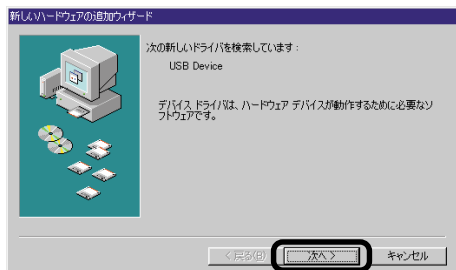 新しいハードウェアの追加ウィザード
次の新しいドライバを検索しています：
USB Device
デバイス ドライバは、ハードウェア デバイスが動作するために必要なソ
フトウェアです。
< 戻る(B)
次へ >
キャンセル